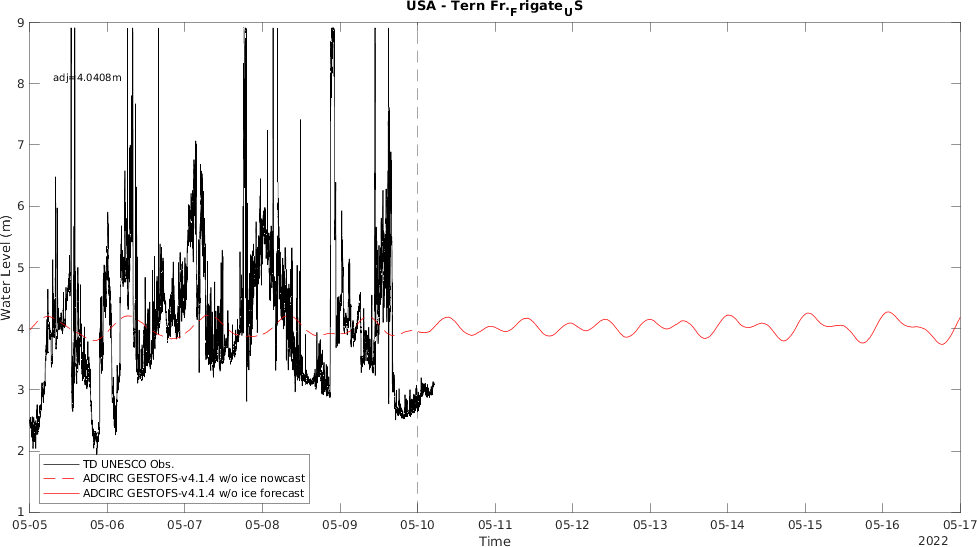 USA - Tern Fr.FrigateUS
9
8
7
6
5
4
3
2
1
Water Level (m)
adj=4.0408m
TD UNESCO Obs.
ADCIRC GESTOFS-v4.1.4 w/o ice nowcast
ADCIRC GESTOFS-v4.1.4 w/o ice forecast
05-05 05-06 05-07 05-08 05-09 05-10 05-11 05-12 05-13 05-14 05-15 05-16 05-17
Time
2022